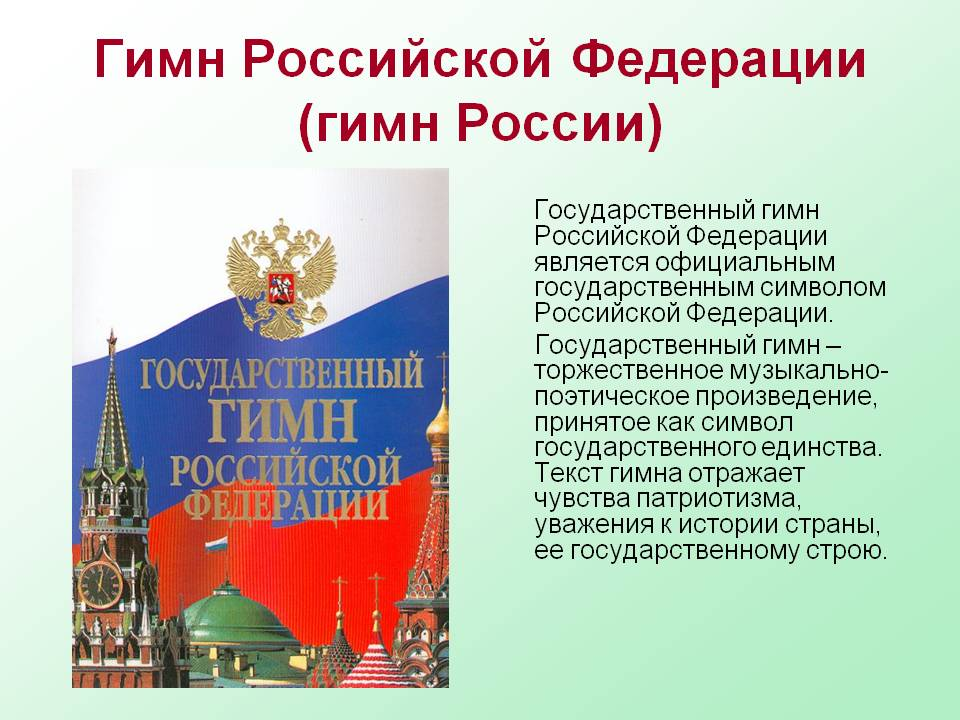 Гимн Российской Федерации
(гимн России)
Государственный гимн
Российской Федерации
является официальным
государственным символом
Российской Федерации.
Государственный гимн –
торжественное музыкально-
поэтическое произведение,
принятое как символ
государственного единства.
Текст гимна отражает
чувства патриотизма,
уважения к истории страны,
ее государственному строю.
ГОСУДАРСТВЕННЫЙ
ГИМН
РОССИЙСКОЙ
ФЕДЕРАЦИИ